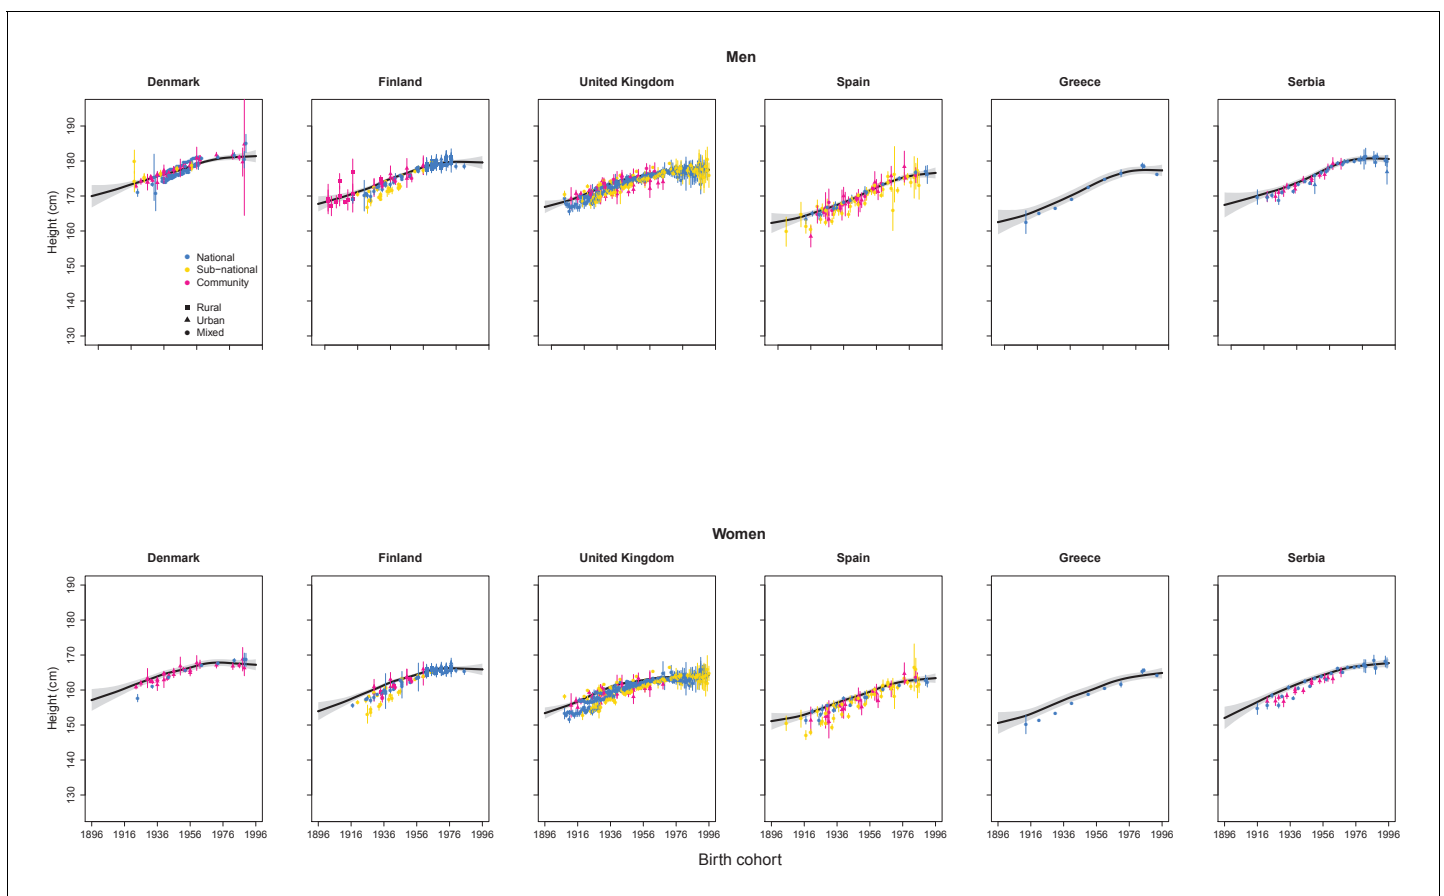 Men
Denmark Finland United Kingdom Spain Greece Serbia
190
180
170
160
150
140
130
Height (cm)
National
Sub−national
Community
Rural
Urban
Mixed
Women
Denmark Finland United Kingdom Spain Greece Serbia
190
180
170
160
150
140
130
Height (cm)
1896 1916 1936 1956 1976 1996 1896 1916 1936 1956 1976 1996 1896 1916 1936 1956 1976 1996 1896 1916 1936 1956 1976 1996 1896 1916 1936 1956 1976 1996 1896 1916 1936 1956 1976 1996
Birth cohort